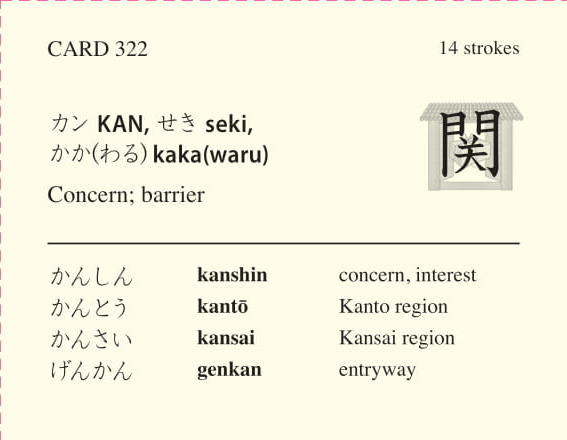 CARD 322 14 strokes
カン KAN, せき seki,
かか(わる) kaka(waru)
関
Concern; barrier
かんしん kanshin concern, interest
かんとう kantō Kanto region
かんさい kansai Kansai region
げんかん genkan entryway